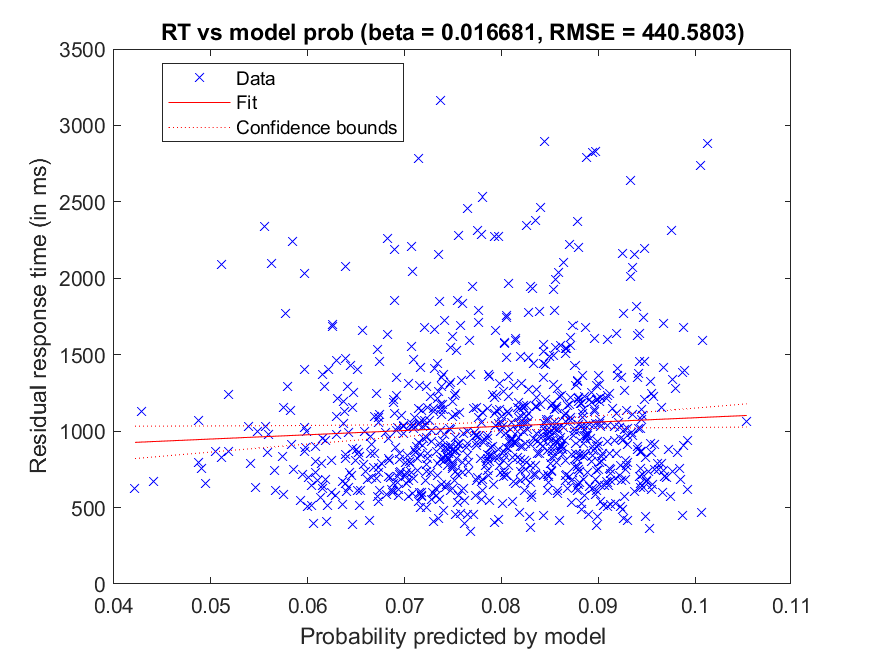 RT vs model prob (beta = 0.016681, RMSE = 440.5803)
3500
3000
2500
2000
1500
1000
500
0
Residual response time (in ms)
Data
Fit
Confidence bounds
0.04 0.05 0.06 0.07 0.08 0.09 0.1 0.11
Probability predicted by model